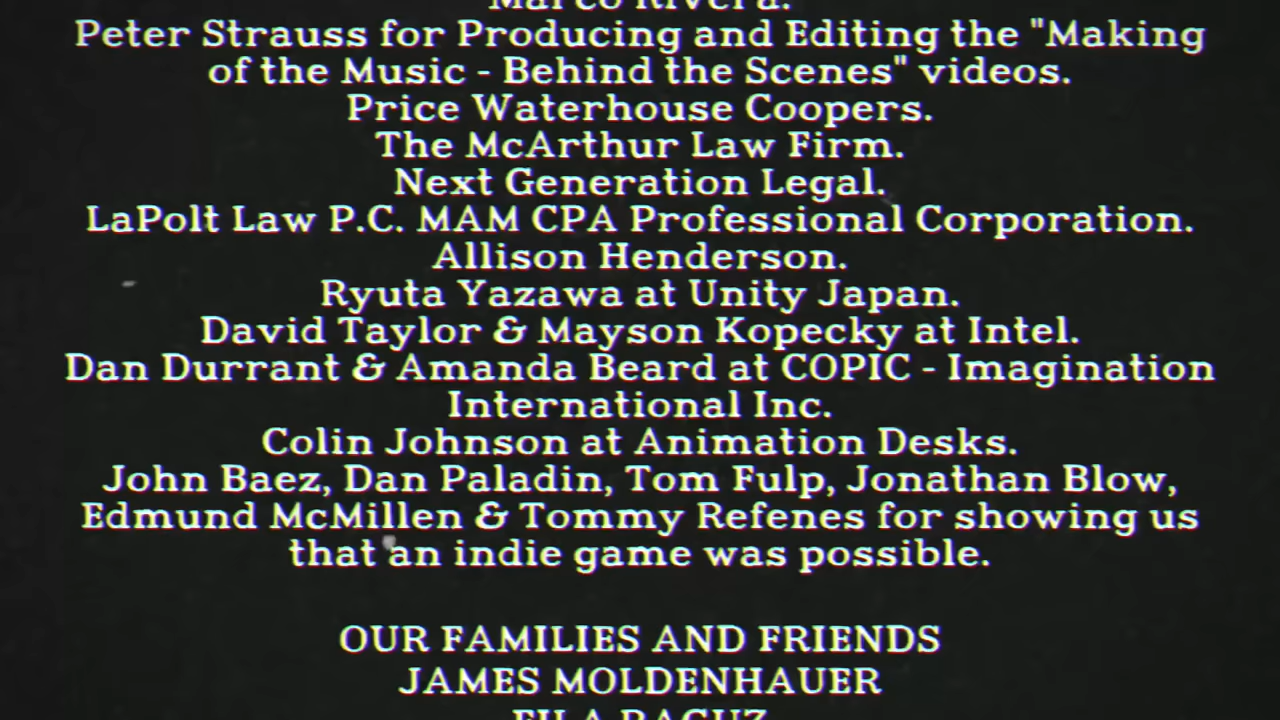 Marco Rivera.
Peter Strauss for Producing and Editing the "Making
of the Music - Behind the Scenes" videos.
Price Waterhouse Coopers.
The McArthur Law Firm.
Next Generation Legal.
LaPolt Law P.C. MAM CPA Professional Corporation.
Allison Henderson.
Ryuta Yazawa at Unity Japan.
David Taylor & Mayson Kopecky at Intel.
Dan Durrant & Amanda Beard at COPIC - Imagination
International Inc.
Colin Johnson at Animation Desks.
John Baez, Dan Paladin, Tom Fulp, Jonathan Blow,
Edmund McMillen & Tommy Refenes for showing us
that an indie game was possible.
OUR FAMILIES AND FRIENDS
JAMES MOLDENHAUER